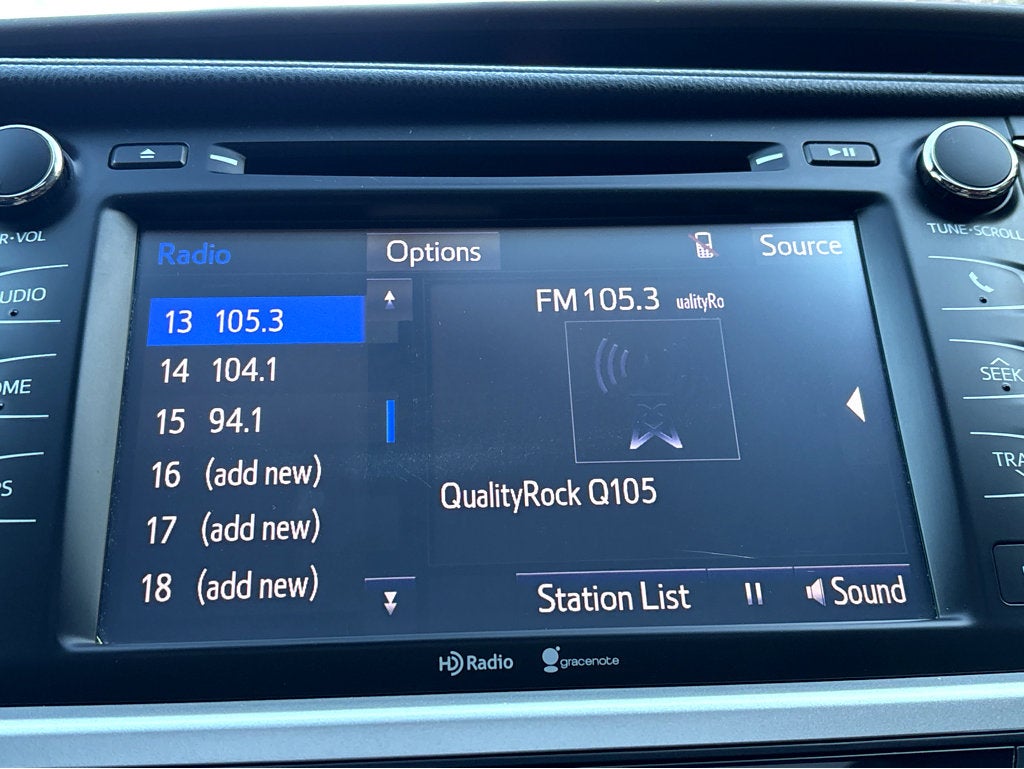 R·VOL
UDIO
OME
PS
TUNE·SCROLL
SEEK
TRA
Radio
Options
Source
13 105.3
14 104.1
15 94.1
16 (add new)
17 (add new)
18 (add new)
FM 105.3 ualityRo
QualityRock Q105
Station List
Sound
HD Radio
gracenote